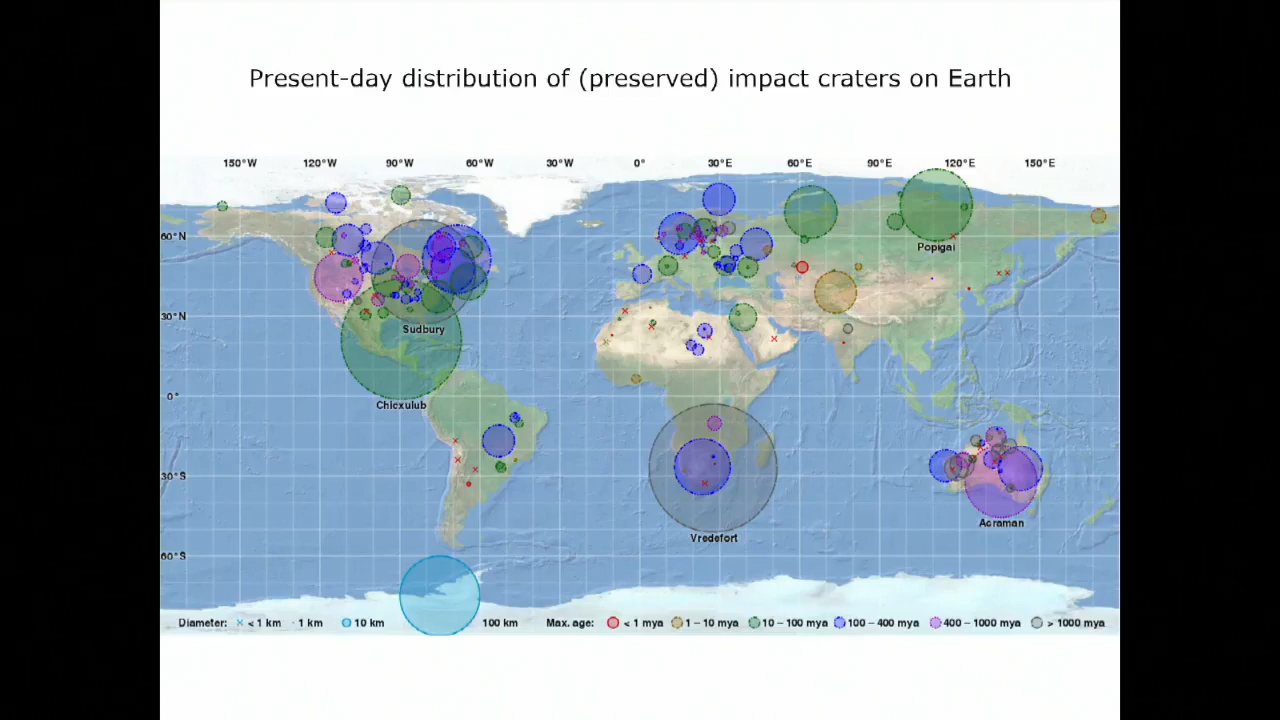 Present-day distribution of (preserved) impact craters on Earth
150°W 120°W 90°W 60°W 30°W 0° 30°E 60°E 90°E 120°E 150°E
60°N
Popigai
30°N
Sudbury
0°
Chicxulub
30°S
Acraman
Vredefort
60°S
Diameter: × < 1 km · 1 km 10 km 100 km Max. age: < 1 mya 1 – 10 mya 10 – 100 mya 100 – 400 mya 400 – 1000 mya > 1000 mya